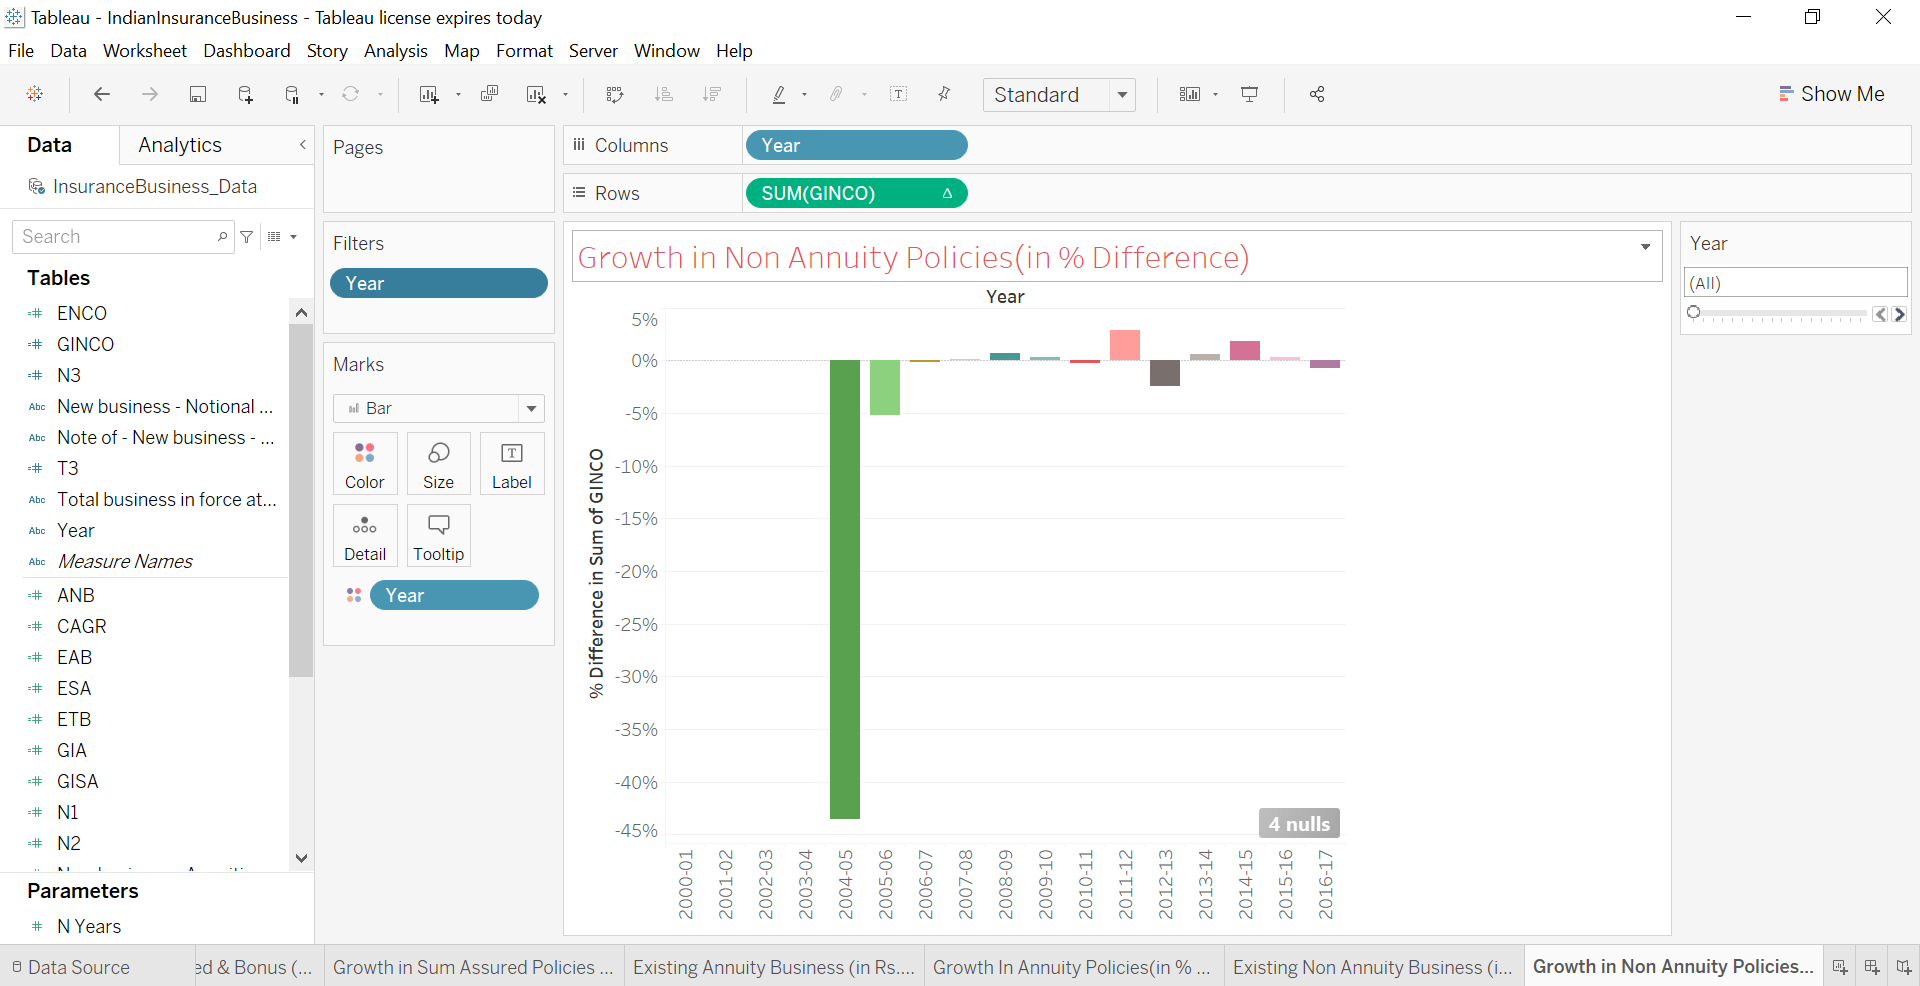 Tableau - IndianInsuranceBusiness - Tableau license expires today
File Data Worksheet Dashboard Story Analysis Map Format Server Window Help
Standard
Show Me
Data
Analytics
InsuranceBusiness_Data
Search
Tables
ENCO
GINCO
N3
Abc New business - Notional ...
Abc Note of - New business - ...
T3
Abc Total business in force at...
Abc Year
Abc Measure Names
ANB
CAGR
EAB
ESA
ETB
GIA
GISA
N1
N2
Parameters
N Years
Pages
Filters
Year
Marks
Bar
Color
Size
Label
Detail
Tooltip
Year
Columns
Year
Rows
SUM(GINCO)
Growth in Non Annuity Policies(in % Difference)
Year
% Difference in Sum of GINCO
5%
0%
-5%
-10%
-15%
-20%
-25%
-30%
-35%
-40%
-45%
4 nulls
2000-01
2001-02
2002-03
2003-04
2004-05
2005-06
2006-07
2007-08
2008-09
2009-10
2010-11
2011-12
2012-13
2013-14
2014-15
2015-16
2016-17
Year
(All)
Data Source
ed & Bonus (...
Growth in Sum Assured Policies ...
Existing Annuity Business (in Rs....
Growth In Annuity Policies(in % ...
Existing Non Annuity Business (i...
Growth in Non Annuity Policies...